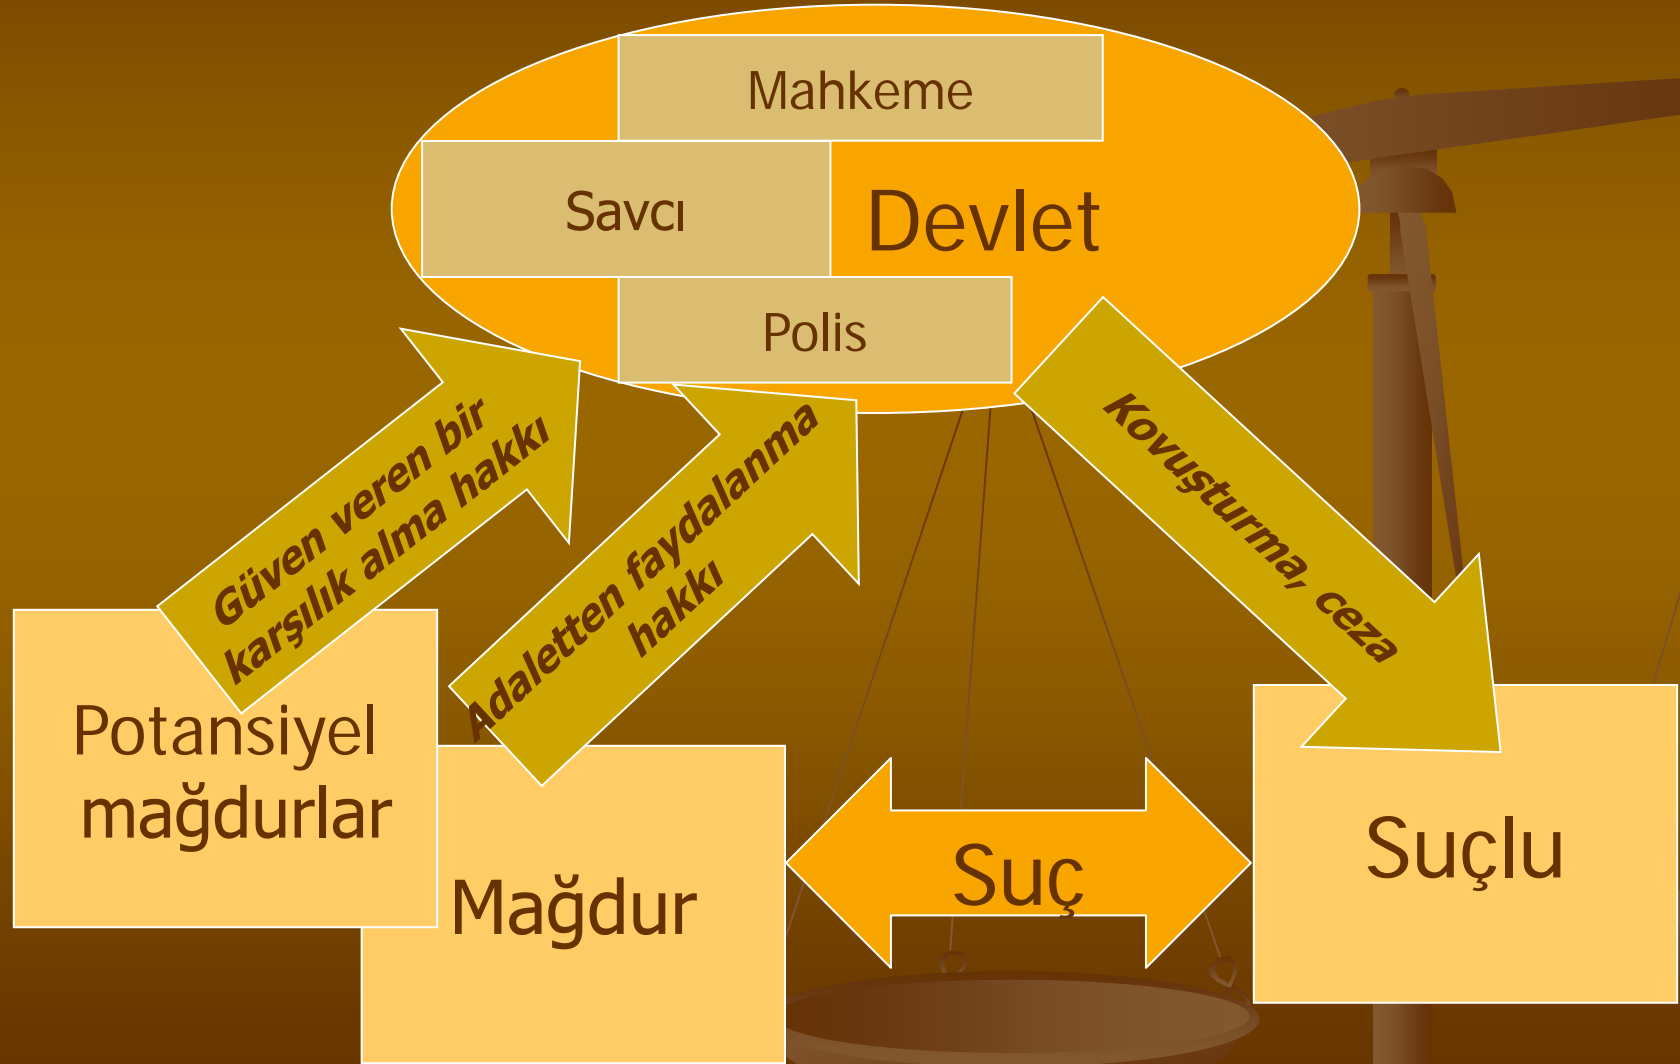 Mahkeme
Savcı
Devlet
Polis
Güven veren bir
karşılık alma hakkı
Adaletten faydalanma
hakkı
Kovuşturma, ceza
Potansiyel
mağdurlar
Mağdur
Suç
Suçlu